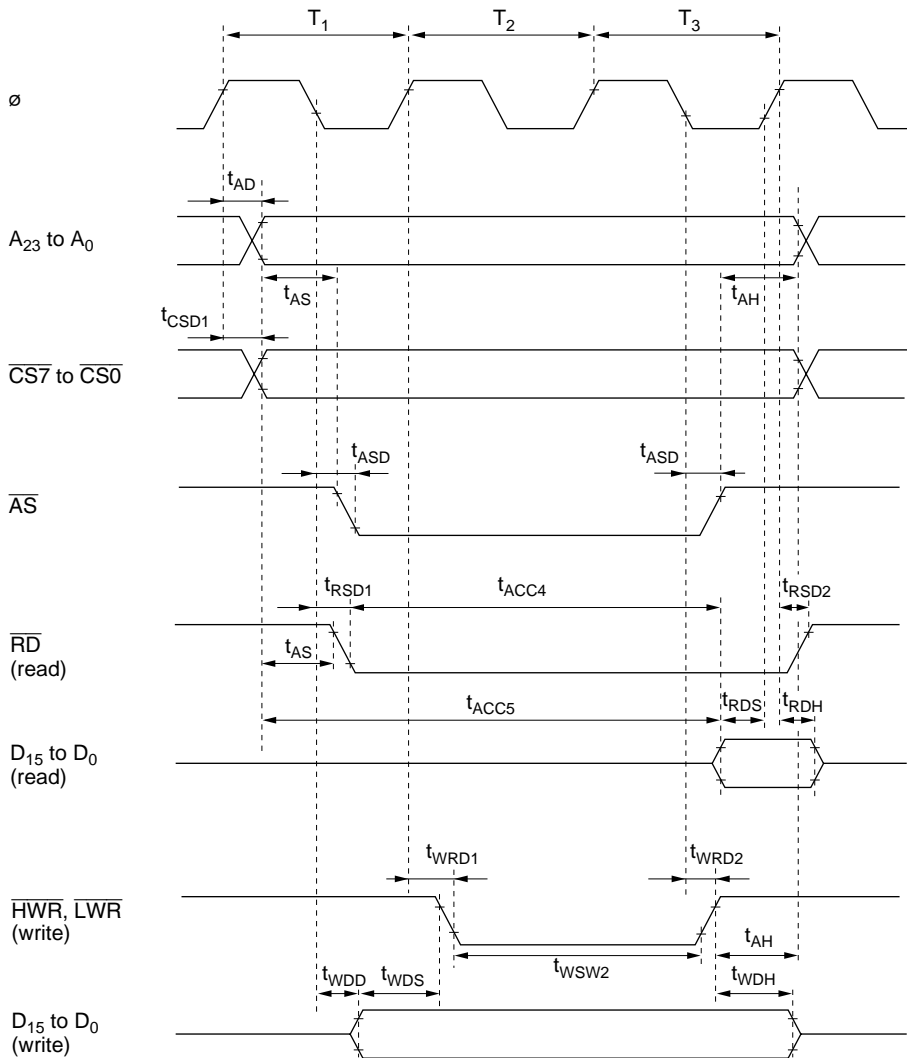 T1 T2 T3
ø
tAD
A23 to A0
tAS tAH
tCSD1
CS7 to CS0
tASD tASD
AS
tRSD1 tACC4 tRSD2
RD
(read)
tAS
tACC5 tRDS tRDH
D15 to D0
(read)
tWRD1 tWRD2
HWR, LWR
(write)
tAH
tWSW2
tWDD tWDS tWDH
D15 to D0
(write)